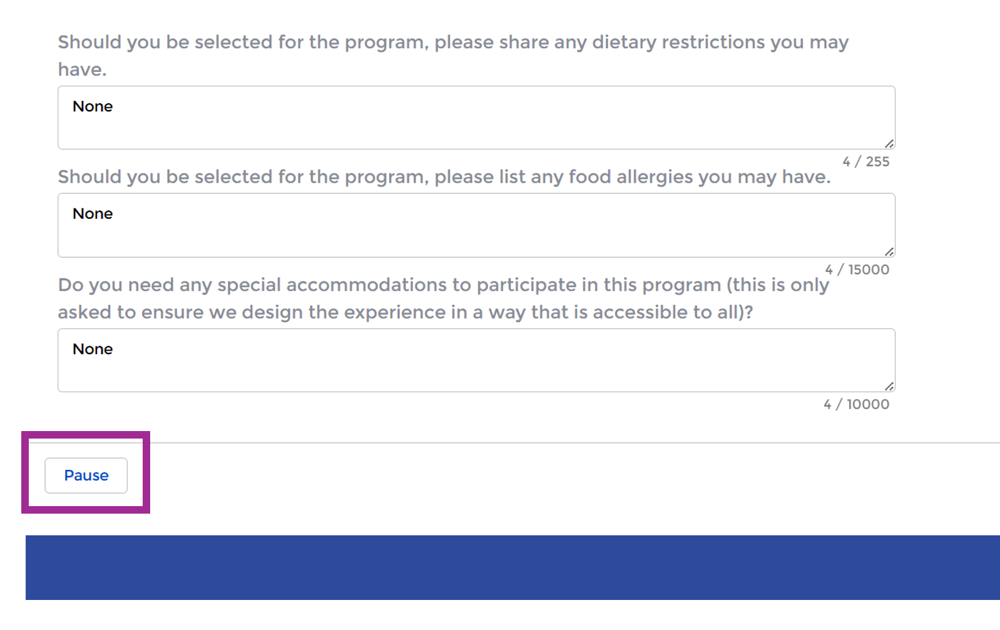 Should you be selected for the program, please share any dietary restrictions you may
have.
None
4 / 255
Should you be selected for the program, please list any food allergies you may have.
None
4 / 15000
Do you need any special accommodations to participate in this program (this is only
asked to ensure we design the experience in a way that is accessible to all)?
None
4 / 10000
Pause